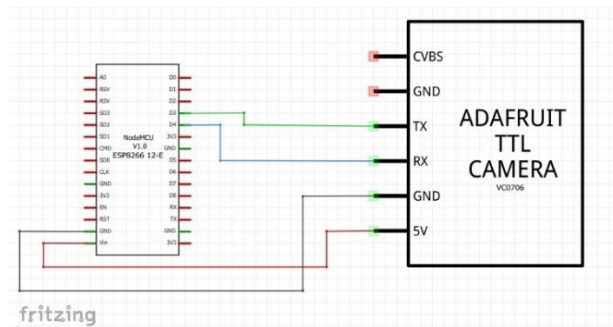 CVBS
GND
TX
RX
GND
5V
ADAFRUIT
TTL
CAMERA
VC0706
NodeMCU
V1.0
ESP8266 12-E
A0
RSV
RSV
SD3
SD2
SD1
CMD
SD0
CLK
GND
3V3
EN
RST
GND
Vin
D0
D1
D2
D3
D4
3V3
GND
D5
D6
D7
D8
RX
TX
GND
3V3
fritzing